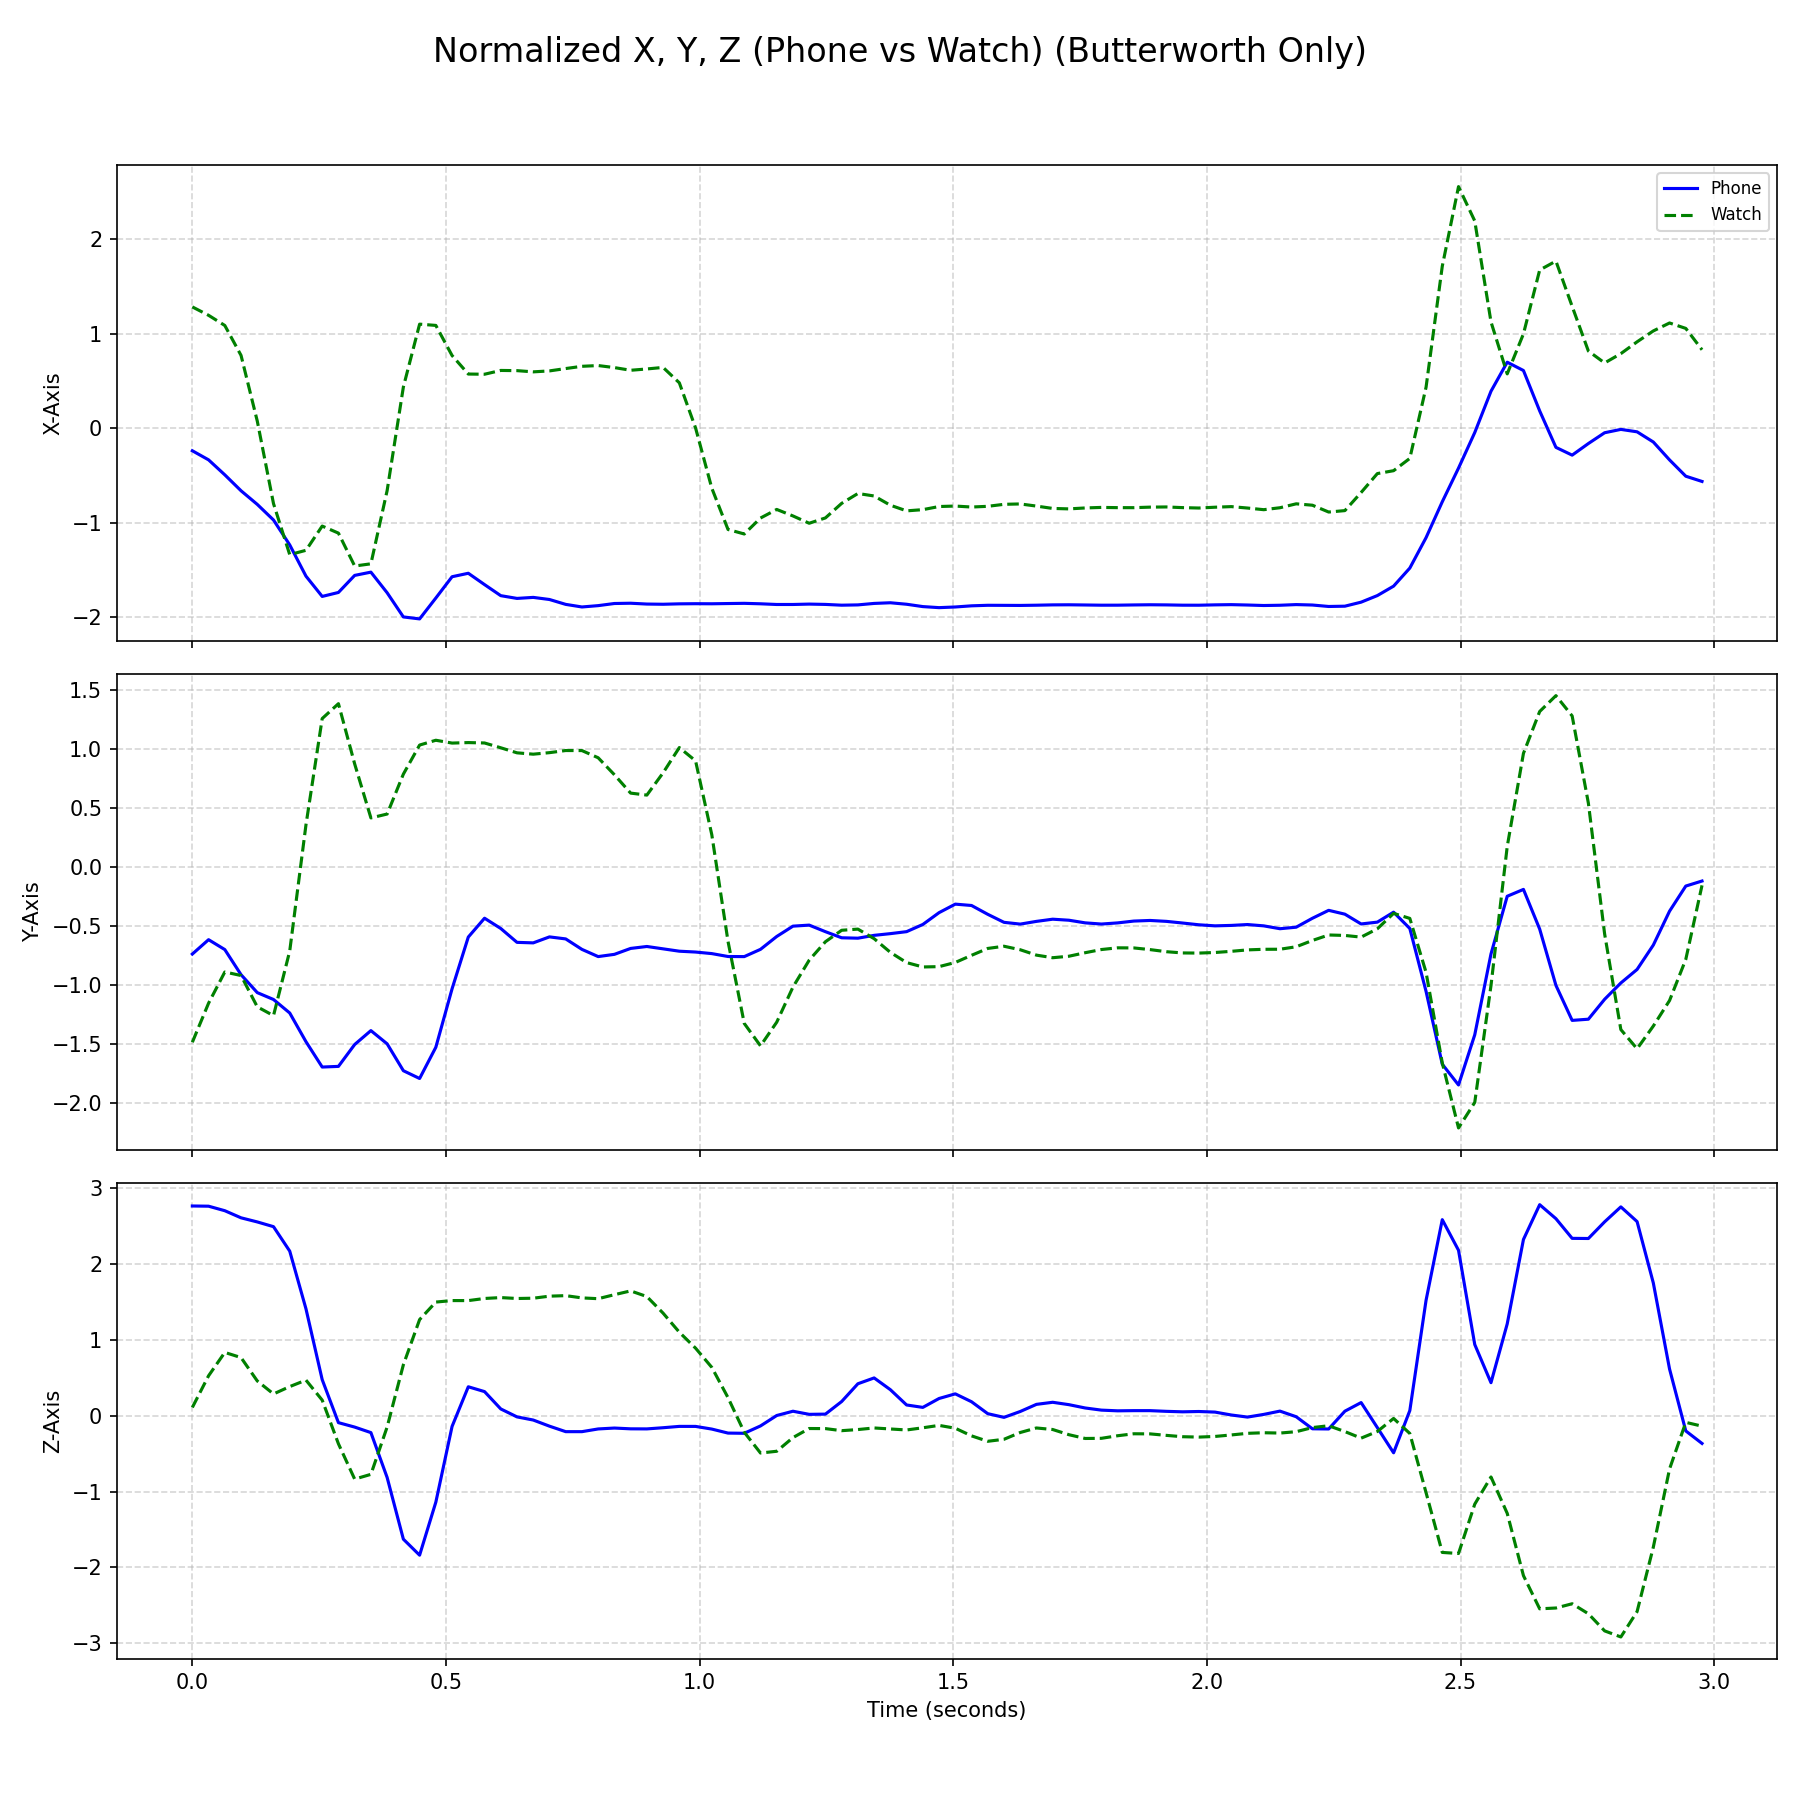 Normalized X, Y, Z (Phone vs Watch) (Butterworth Only)
Phone
Watch
X-Axis
2
1
0
−1
−2
Y-Axis
1.5
1.0
0.5
0.0
−0.5
−1.0
−1.5
−2.0
Z-Axis
3
2
1
0
−1
−2
−3
0.0 0.5 1.0 1.5 2.0 2.5 3.0
Time (seconds)